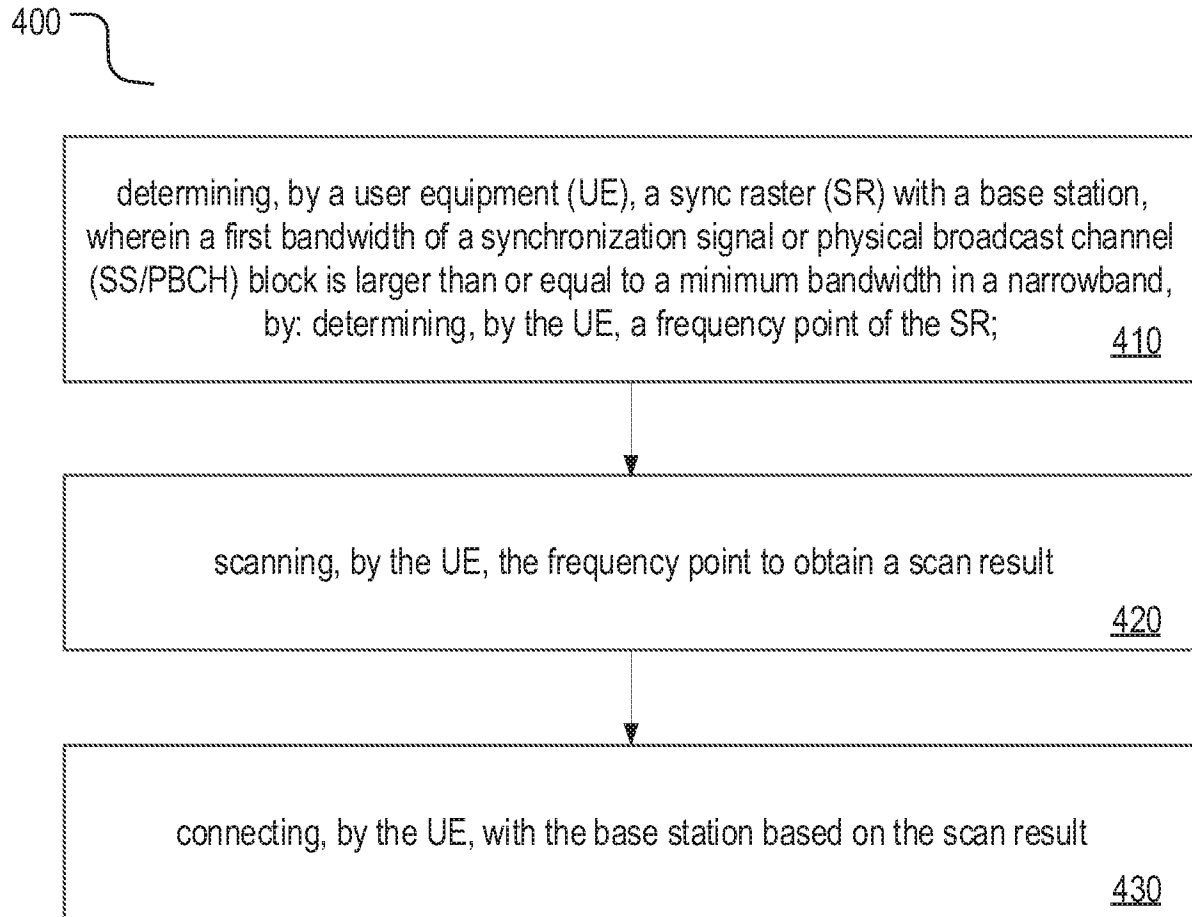 400
determining, by a user equipment (UE), a sync raster (SR) with a base station,
wherein a first bandwidth of a synchronization signal or physical broadcast channel
(SS/PBCH) block is larger than or equal to a minimum bandwidth in a narrowband,
by: determining, by the UE, a frequency point of the SR;
410
scanning, by the UE, the frequency point to obtain a scan result
420
connecting, by the UE, with the base station based on the scan result
430